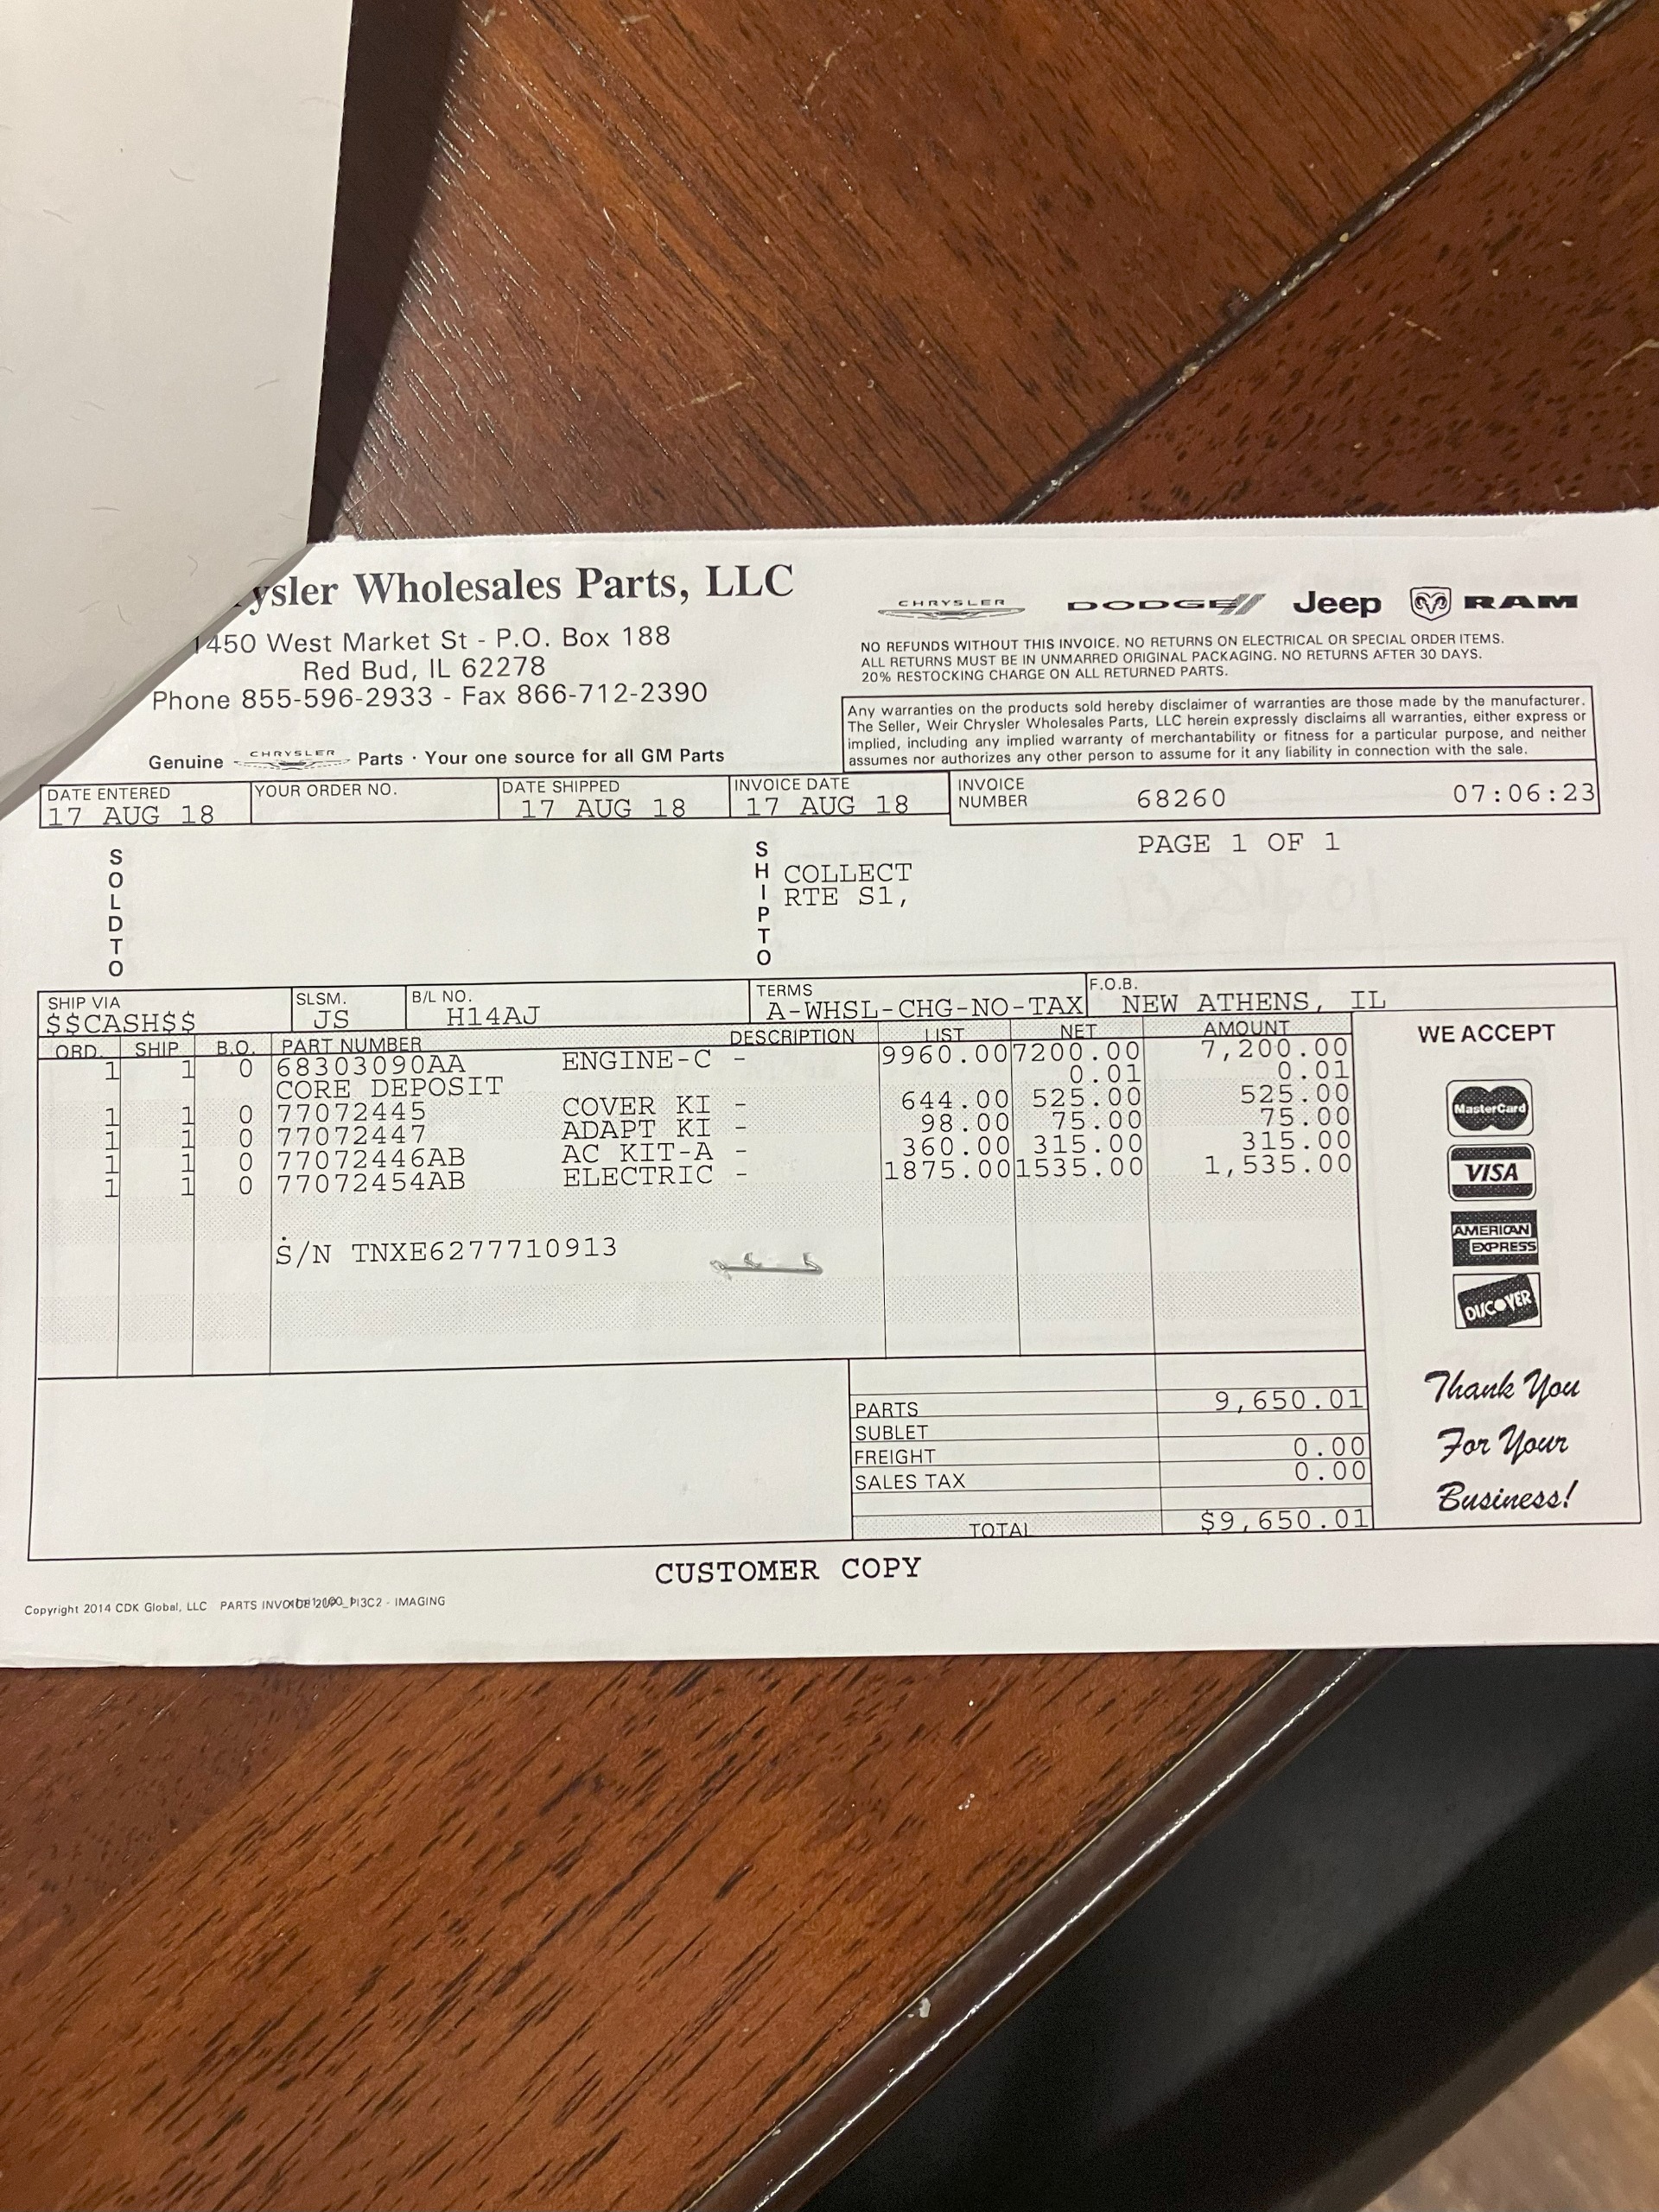 ysler Wholesales Parts, LLC
1450 West Market St - P.O. Box 188
Red Bud, IL 62278
Phone 855-596-2933 - Fax 866-712-2390
Genuine CHRYSLER Parts · Your one source for all GM Parts
CHRYSLER DODGE Jeep RAM
NO REFUNDS WITHOUT THIS INVOICE. NO RETURNS ON ELECTRICAL OR SPECIAL ORDER ITEMS.
ALL RETURNS MUST BE IN UNMARRED ORIGINAL PACKAGING. NO RETURNS AFTER 30 DAYS.
20% RESTOCKING CHARGE ON ALL RETURNED PARTS.
Any warranties on the products sold hereby disclaimer of warranties are those made by the manufacturer.
The Seller, Weir Chrysler Wholesales Parts, LLC herein expressly disclaims all warranties, either express or
implied, including any implied warranty of merchantability or fitness for a particular purpose, and neither
assumes nor authorizes any other person to assume for it any liability in connection with the sale.
DATE ENTERED YOUR ORDER NO. DATE SHIPPED INVOICE DATE INVOICE NUMBER 68260 07:06:23
17 AUG 18 17 AUG 18 17 AUG 18
PAGE 1 OF 1
SOLD TO
SHIP TO
COLLECT
RTE S1,
SHIP VIA SLSM. B/L NO. TERMS F.O.B.
$$CASH$$ JS H14AJ A-WHSL-CHG-NO-TAX NEW ATHENS, IL
ORD. SHIP B.O. PART NUMBER DESCRIPTION LIST NET AMOUNT
1 1 0 68303090AA ENGINE-C - 9960.00 7200.00 7,200.00
CORE DEPOSIT 0.01 0.01
1 1 0 77072445 COVER KI - 644.00 525.00 525.00
1 1 0 77072447 ADAPT KI - 98.00 75.00 75.00
1 1 0 77072446AB AC KIT-A - 360.00 315.00 315.00
1 1 0 77072454AB ELECTRIC - 1875.00 1535.00 1,535.00
S/N TNXE6277710913
WE ACCEPT
MasterCard
VISA
AMERICAN EXPRESS
DISCOVER
PARTS 9,650.01
SUBLET
FREIGHT 0.00
SALES TAX 0.00
TOTAL $9,650.01
Thank You
For Your
Business!
CUSTOMER COPY
Copyright 2014 CDK Global, LLC PARTS - IMAGING